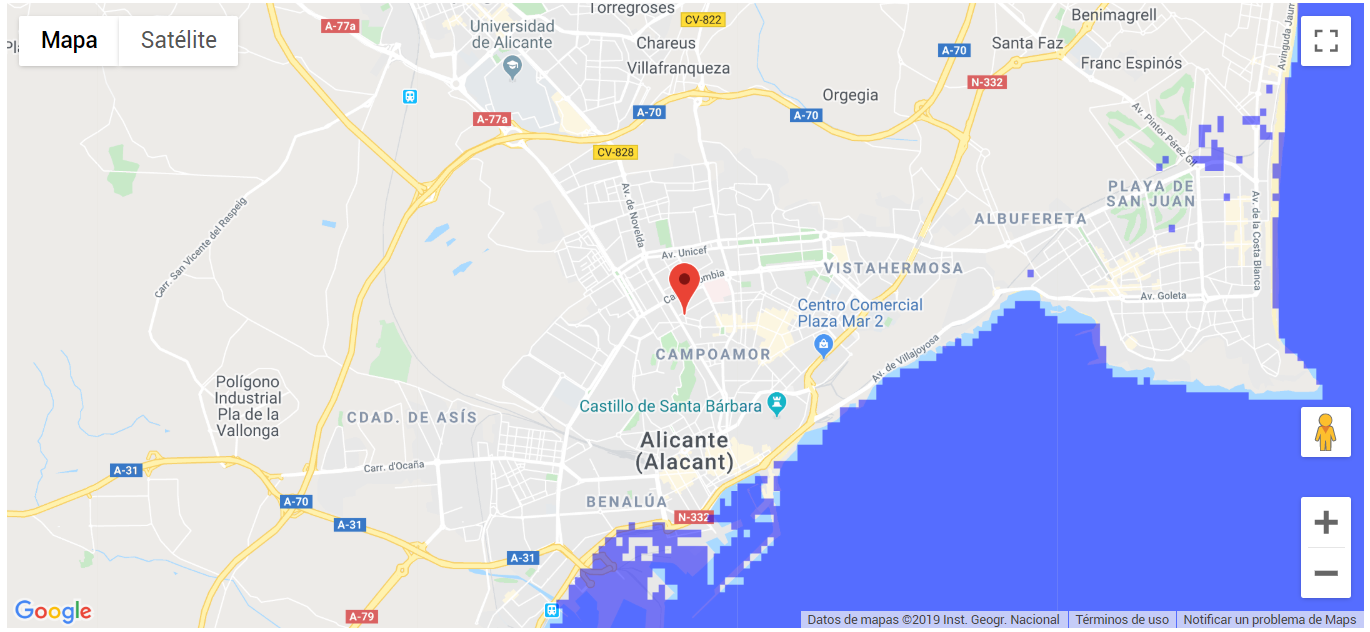 Mapa
Satélite
A-77a
Universidad
de Alicante
Torregroses
CV-822
Chareus
Villafranqueza
A-70
Santa Faz
Benimagrell
Franc Espinós
N-332
Orgegia
A-77a
A-70
A-70
CV-828
Av. Pintor Pérez Gil
Carr. San Vicente del Raspeig
Av. de Novelda
PLAYA DE
SAN JUAN
ALBUFERETA
Av. de la Costa Blanca
Av. Unicef
VISTAHERMOSA
Av. Goleta
Centro Comercial
Plaza Mar 2
CAMPOAMOR
Av. de Villajoyosa
Polígono
Industrial
Pla de la
Vallonga
CDAD. DE ASÍS
Castillo de Santa Bárbara
Alicante
(Alacant)
A-31
Carr. d'Ocaña
A-70
BENALÚA
N-332
A-31
A-31
A-79
Google
Datos de mapas ©2019 Inst. Geogr. Nacional
Términos de uso
Notificar un problema de Maps